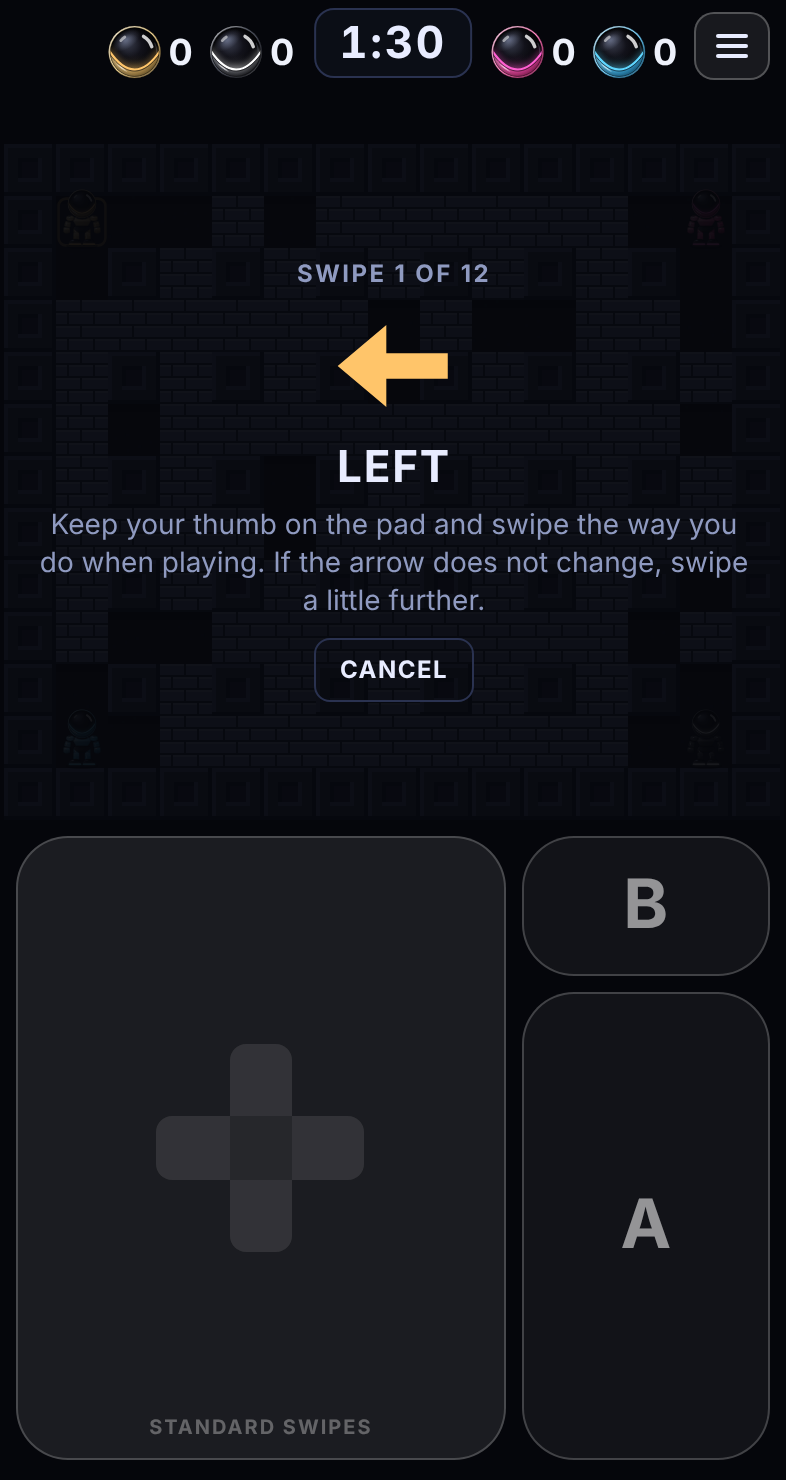 0 0 1:30 0 0
SWIPE 1 OF 12
LEFT
Keep your thumb on the pad and swipe the way you
do when playing. If the arrow does not change, swipe
a little further.
CANCEL
B
A
STANDARD SWIPES